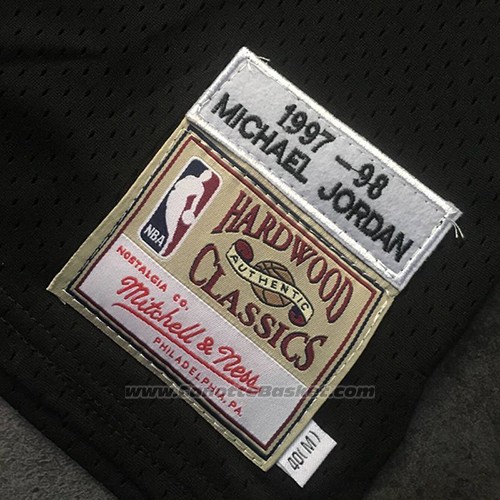 1997-98
MICHAEL JORDAN
NBA
HARDWOOD
AUTHENTIC
CLASSICS
NOSTALGIA CO.
Mitchell & Ness
PHILADELPHIA, PA.
40(M)